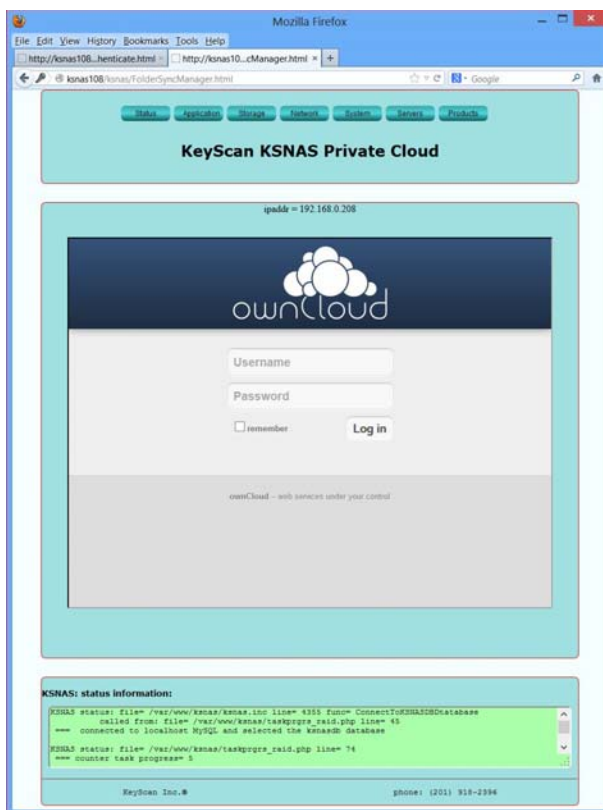 Mozilla Firefox
File Edit View History Bookmarks Tools Help
http://ksnas108...henticate.html × http://ksnas10...cManager.html × +
ksnas108/ksnas/FolderSyncManager.html Google
Status Application Storage Network System Servers Products
KeyScan KSNAS Private Cloud
ipaddr = 192.168.0.208
ownCloud
Username
Password
remember Log in
ownCloud – web services under your control
KSNAS: status information:
KSNAS status: file= /var/www/ksnas/ksnas.inc line= 4355 func= ConnectToKSNASDBDtatabase
called from: file= /var/www/ksnas/taskprgrs_raid.php line= 45
=== connected to localhost MySQL and selected the ksnasdb database
KSNAS status: file= /var/www/ksnas/taskprgrs_raid.php line= 74
=== counter task progress= 5
KeyScan Inc.® phone: (201) 918-2394